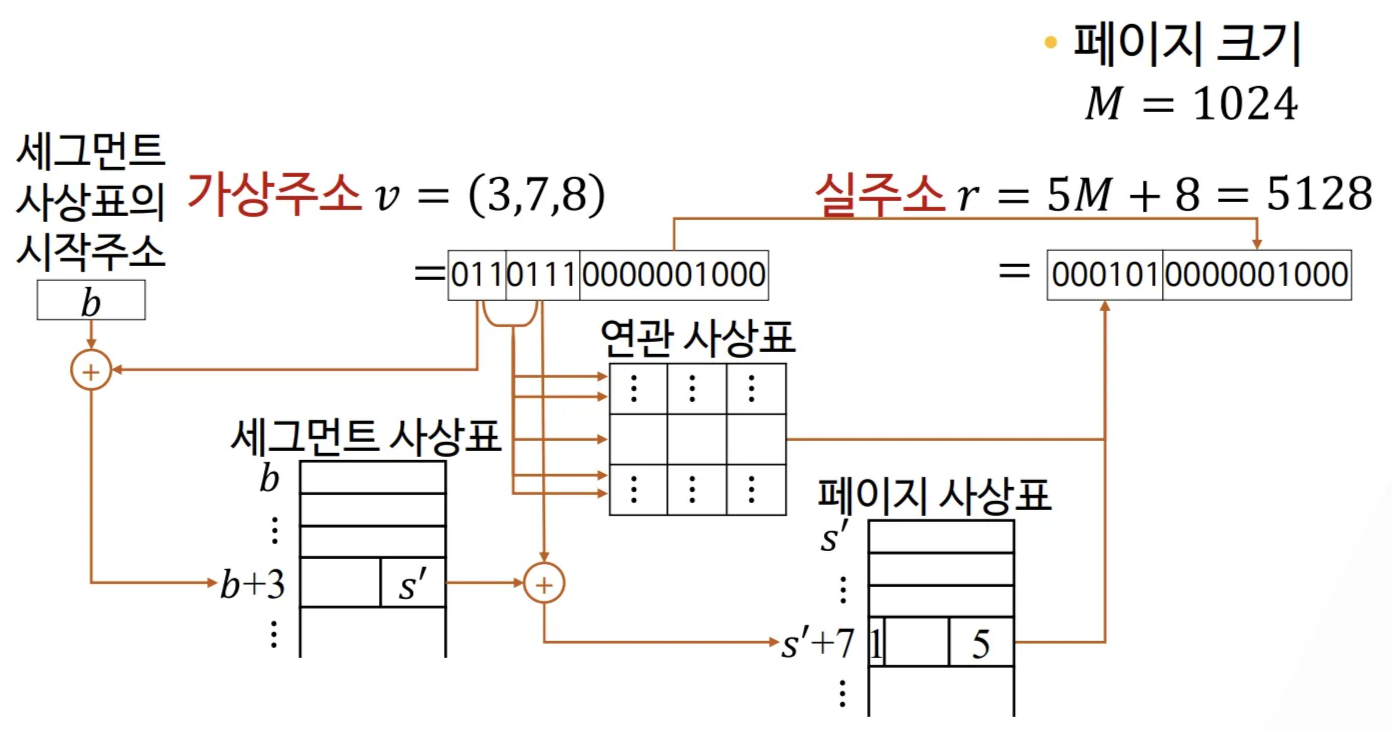 • 페이지 크기
M = 1024
세그먼트
사상표의
시작주소
b
가상주소 v = (3,7,8)
= 011 0111 0000001000
실주소 r = 5M + 8 = 5128
= 000101 0000001000
+
연관 사상표
⋮ ⋮ ⋮
⋮ ⋮ ⋮
세그먼트 사상표
b
⋮
b+3 s′
⋮
+
페이지 사상표
s′
⋮
s′+7 1 5
⋮